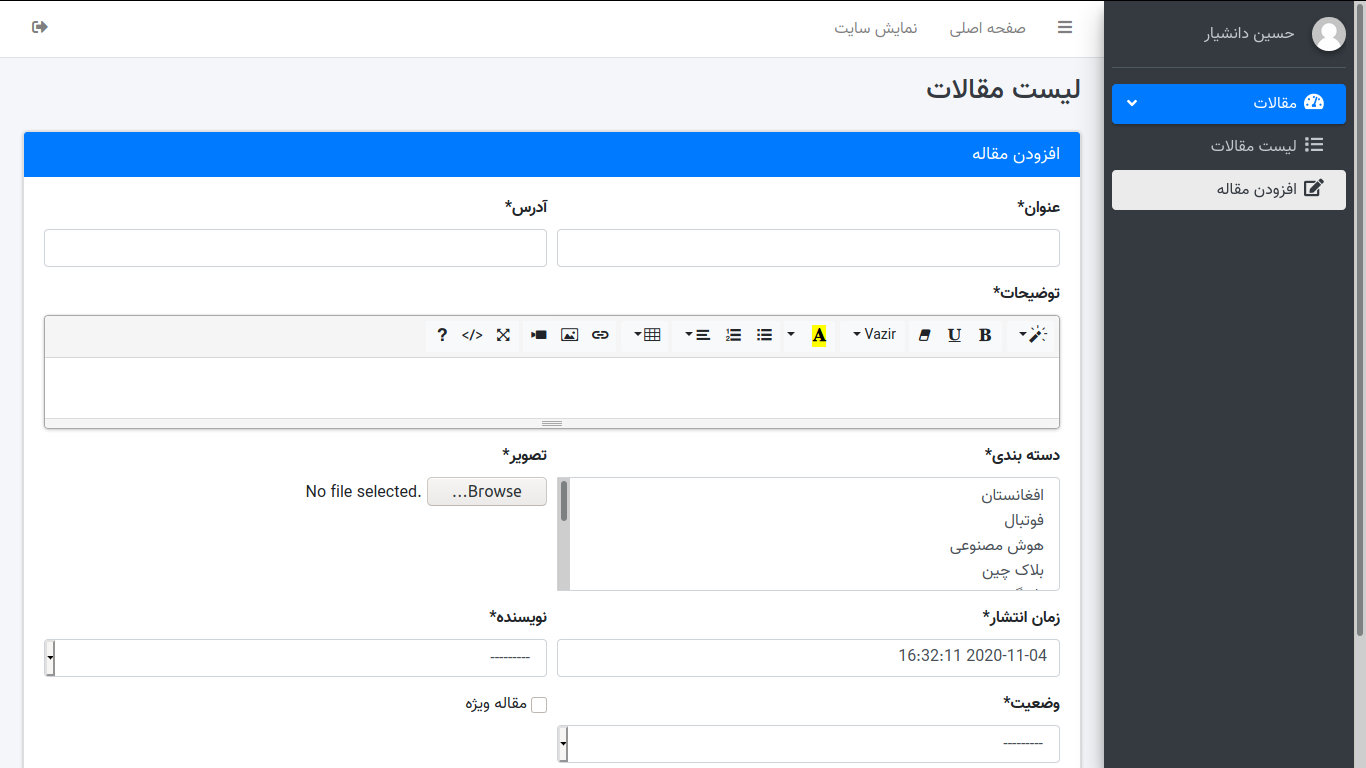 حسین دانشیار
مقالات
لیست مقالات
افزودن مقاله
صفحه اصلی
نمایش سایت
لیست مقالات
افزودن مقاله
عنوان*
آدرس*
توضیحات*
B U Vazir A </> ?
دسته بندی*
افغانستان
فوتبال
هوش مصنوعی
بلاک چین
تصویر*
Browse... No file selected.
زمان انتشار*
2020-11-04 16:32:11
نویسنده*
---------
وضعیت*
---------
مقاله ویژه